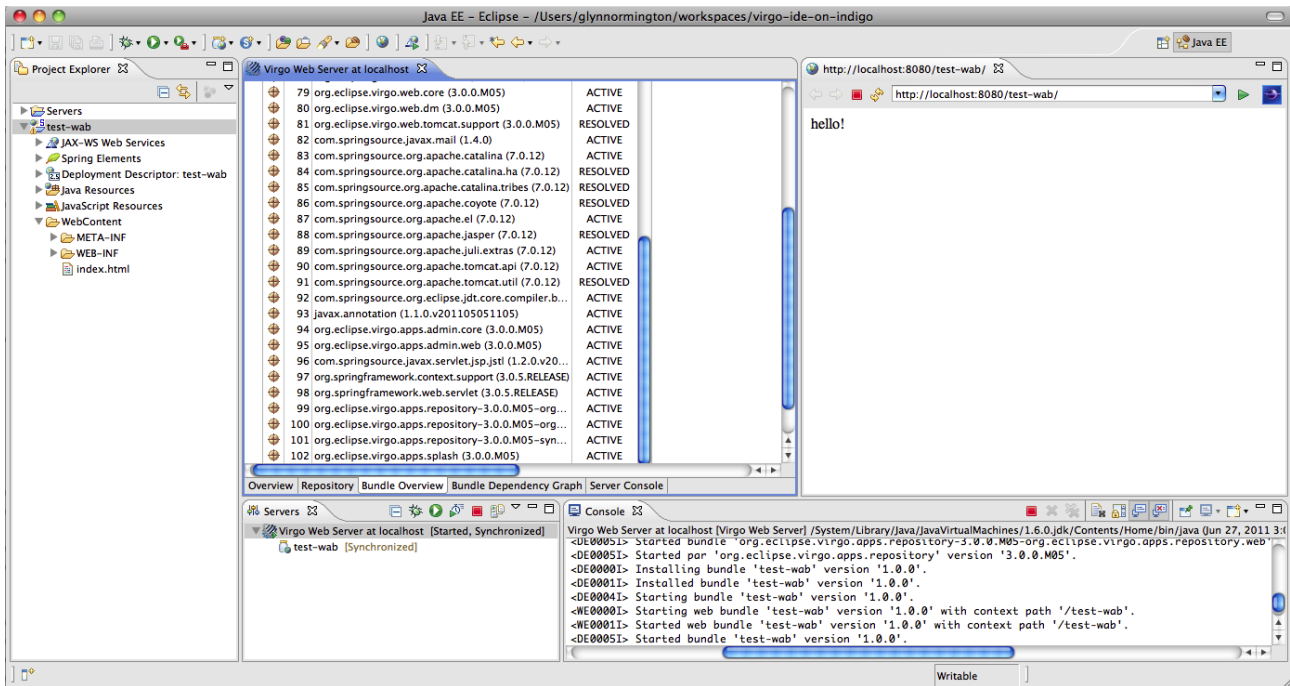 Java EE - Eclipse - /Users/glynnormington/workspaces/virgo-ide-on-indigo
Java EE
Project Explorer
Servers
test-wab
JAX-WS Web Services
Spring Elements
Deployment Descriptor: test-wab
Java Resources
JavaScript Resources
WebContent
META-INF
WEB-INF
index.html
Virgo Web Server at localhost
79 org.eclipse.virgo.web.core (3.0.0.M05) ACTIVE
80 org.eclipse.virgo.web.dm (3.0.0.M05) ACTIVE
81 org.eclipse.virgo.web.tomcat.support (3.0.0.M05) RESOLVED
82 com.springsource.javax.mail (1.4.0) ACTIVE
83 com.springsource.org.apache.catalina (7.0.12) ACTIVE
84 com.springsource.org.apache.catalina.ha (7.0.12) RESOLVED
85 com.springsource.org.apache.catalina.tribes (7.0.12) RESOLVED
86 com.springsource.org.apache.coyote (7.0.12) RESOLVED
87 com.springsource.org.apache.el (7.0.12) ACTIVE
88 com.springsource.org.apache.jasper (7.0.12) RESOLVED
89 com.springsource.org.apache.juli.extras (7.0.12) ACTIVE
90 com.springsource.org.apache.tomcat.api (7.0.12) ACTIVE
91 com.springsource.org.apache.tomcat.util (7.0.12) RESOLVED
92 com.springsource.org.eclipse.jdt.core.compiler.b... ACTIVE
93 javax.annotation (1.1.0.v201105051105) ACTIVE
94 org.eclipse.virgo.apps.admin.core (3.0.0.M05) ACTIVE
95 org.eclipse.virgo.apps.admin.web (3.0.0.M05) ACTIVE
96 com.springsource.javax.servlet.jsp.jstl (1.2.0.v20... ACTIVE
97 org.springframework.context.support (3.0.5.RELEASE) ACTIVE
98 org.springframework.web.servlet (3.0.5.RELEASE) ACTIVE
99 org.eclipse.virgo.apps.repository-3.0.0.M05-org... ACTIVE
100 org.eclipse.virgo.apps.repository-3.0.0.M05-org... ACTIVE
101 org.eclipse.virgo.apps.repository-3.0.0.M05-syn... ACTIVE
102 org.eclipse.virgo.apps.splash (3.0.0.M05) ACTIVE
Overview Repository Bundle Overview Bundle Dependency Graph Server Console
http://localhost:8080/test-wab/
http://localhost:8080/test-wab/
hello!
Servers
Virgo Web Server at localhost [Started, Synchronized]
test-wab [Synchronized]
Console
Virgo Web Server at localhost [Virgo Web Server] /System/Library/Java/JavaVirtualMachines/1.6.0.jdk/Contents/Home/bin/java (Jun 27, 2011 3:0
<DE0005I> Started bundle 'org.eclipse.virgo.apps.repository-3.0.0.M05-org.eclipse.virgo.apps.repository.web'
<DE0005I> Started par 'org.eclipse.virgo.apps.repository' version '3.0.0.M05'.
<DE0000I> Installing bundle 'test-wab' version '1.0.0'.
<DE0001I> Installed bundle 'test-wab' version '1.0.0'.
<DE0004I> Starting bundle 'test-wab' version '1.0.0'.
<WE0000I> Starting web bundle 'test-wab' version '1.0.0' with context path '/test-wab'.
<WE0001I> Started web bundle 'test-wab' version '1.0.0' with context path '/test-wab'.
<DE0005I> Started bundle 'test-wab' version '1.0.0'.
Writable